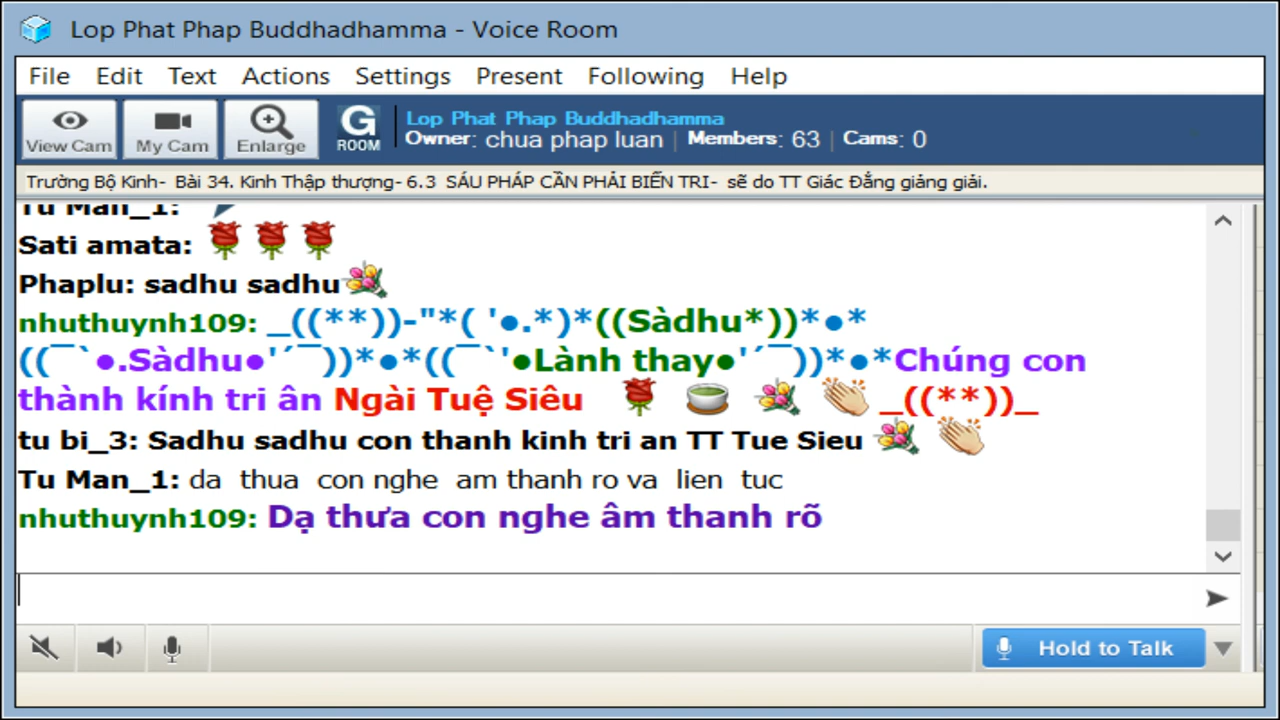 Lop Phat Phap Buddhadhamma - Voice Room
File Edit Text Actions Settings Present Following Help
View Cam My Cam Enlarge G ROOM
Lop Phat Phap Buddhadhamma
Owner: chua phap luan | Members: 63 | Cams: 0
Trường Bộ Kinh- Bài 34. Kinh Thập thượng- 6.3 SÁU PHÁP CẦN PHẢI BIẾN TRI- sẽ do TT Giác Đẳng giảng giải.
Tu Man_1:
Sati amata:
Phaplu: sadhu sadhu
nhuthuynh109: _((**))-"*( '●.*)*((Sàdhu*))*●*
((¯`●.Sàdhu●'´¯))*●*((¯`'●Lành thay●'´¯))*●*Chúng con
thành kính tri ân Ngài Tuệ Siêu _((**))_
tu bi_3: Sadhu sadhu con thanh kinh tri an TT Tue Sieu
Tu Man_1: da thua con nghe am thanh ro va lien tuc
nhuthuynh109: Dạ thưa con nghe âm thanh rõ
Hold to Talk